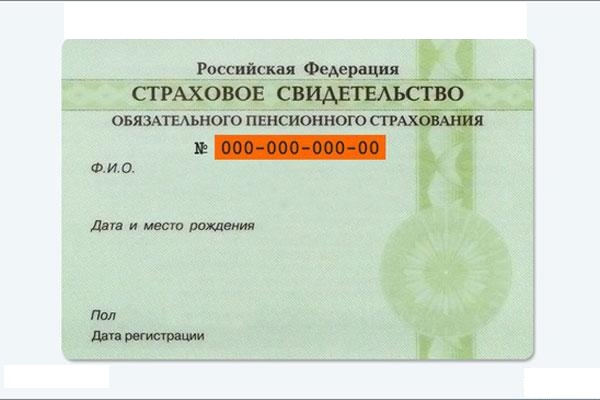 Российская Федерация
СТРАХОВОЕ СВИДЕТЕЛЬСТВО
ОБЯЗАТЕЛЬНОГО ПЕНСИОННОГО СТРАХОВАНИЯ
№ 000-000-000-00
Ф.И.О.
Дата и место рождения
Пол
Дата регистрации